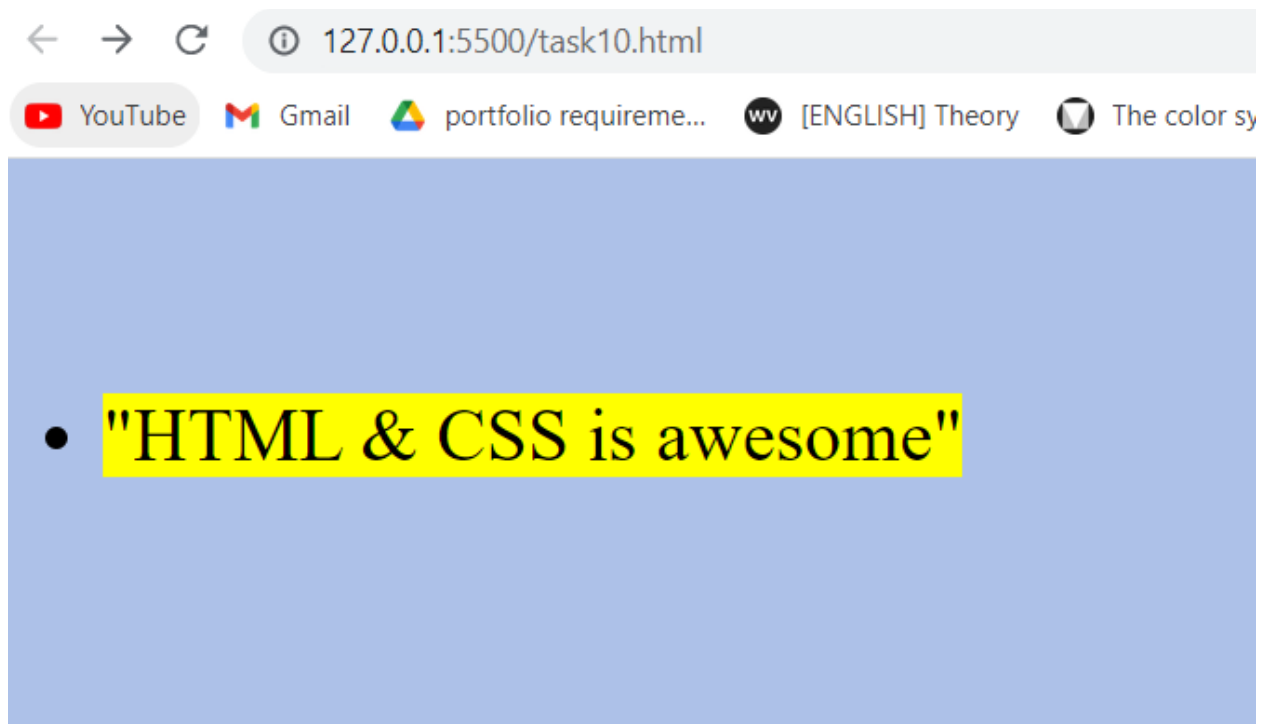 127.0.0.1:5500/task10.html
YouTube Gmail portfolio requireme... WV [ENGLISH] Theory The color sy
• "HTML & CSS is awesome"